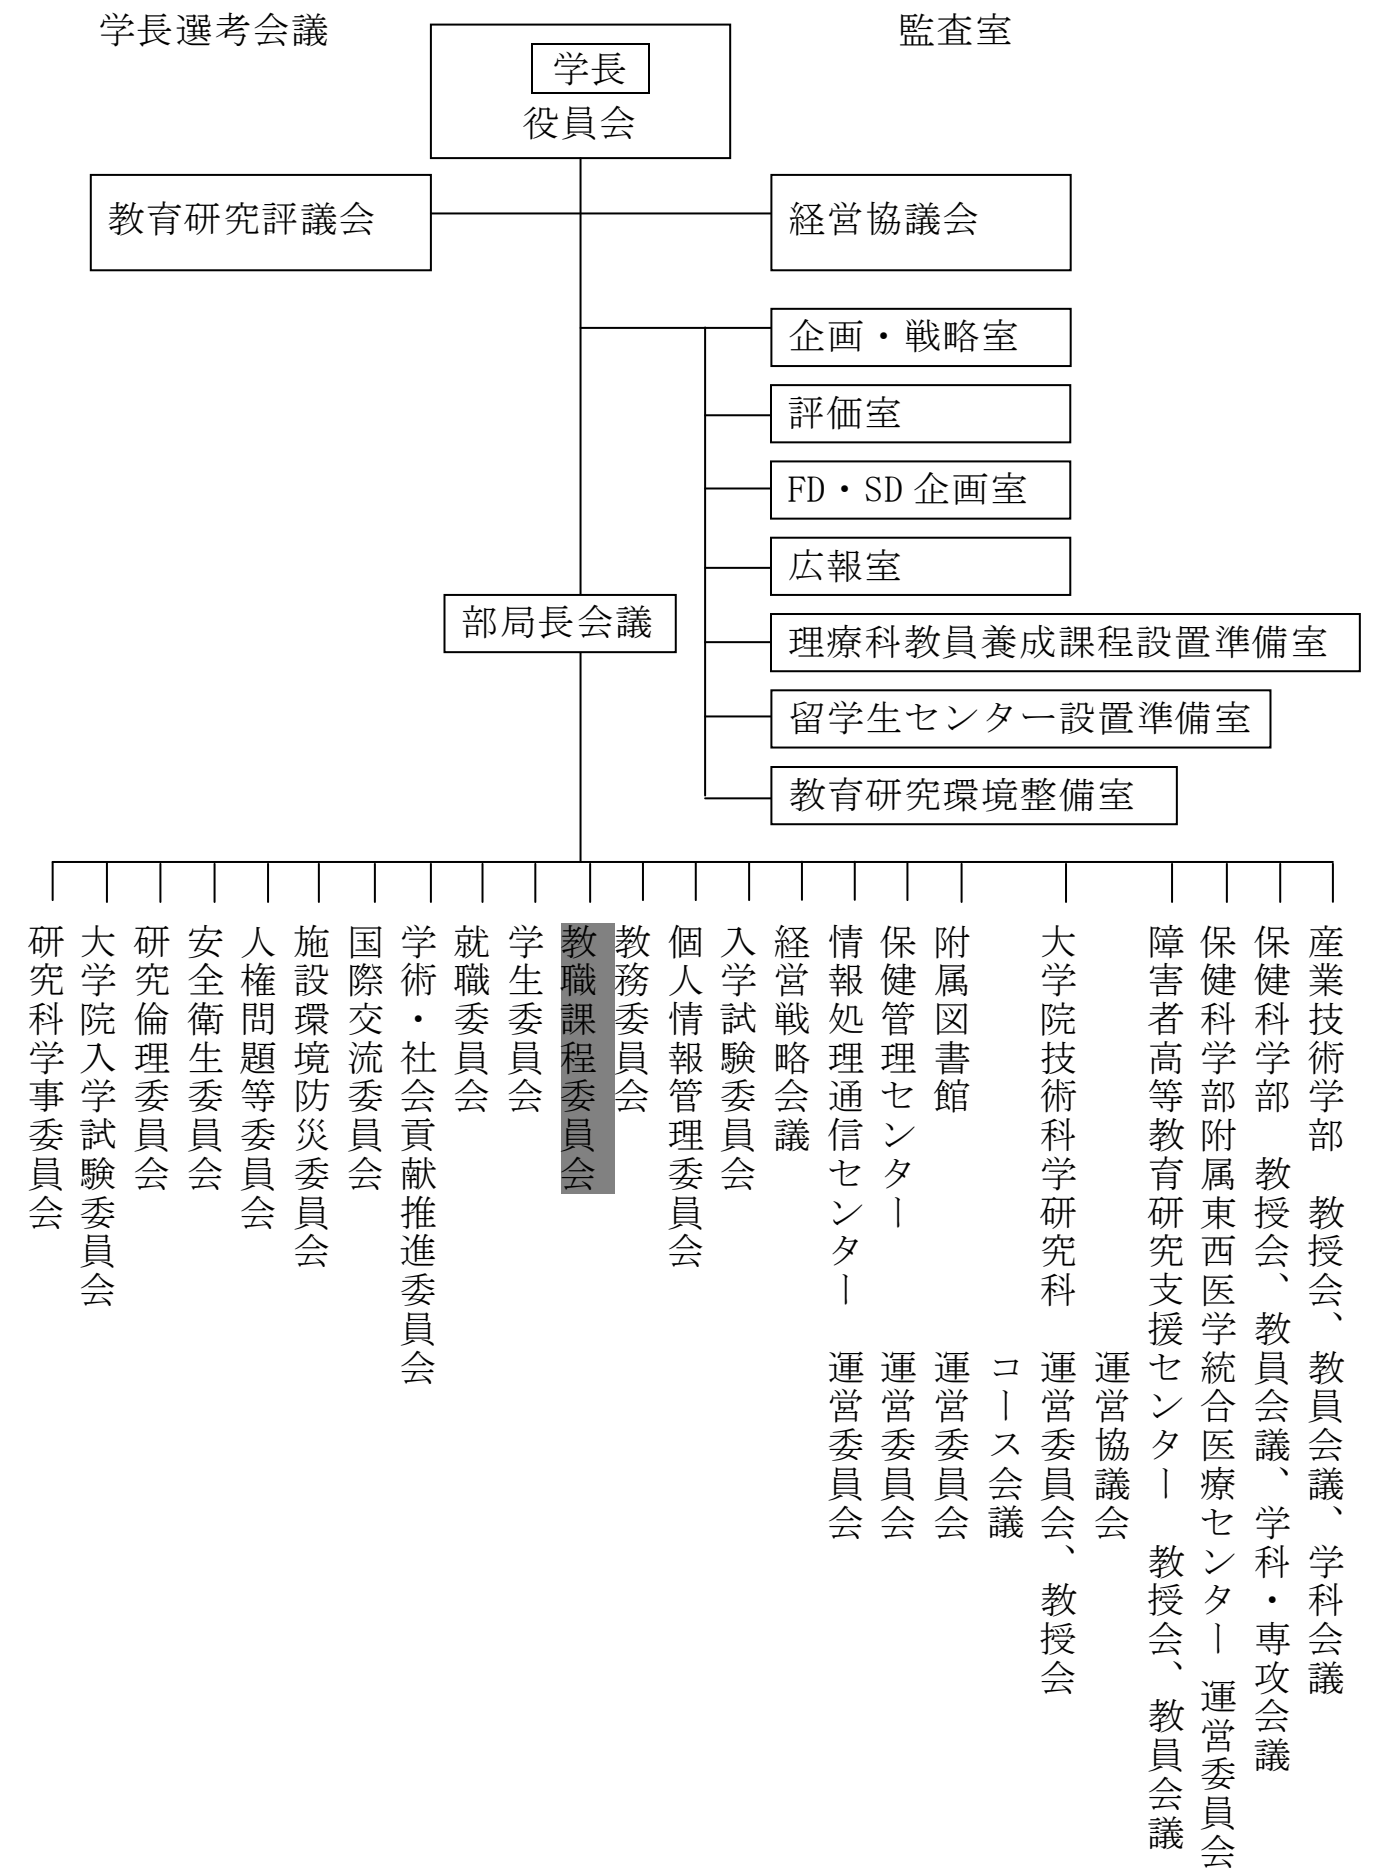 学長選考会議
監査室
学長
役員会
教育研究評議会
経営協議会
企画・戦略室
評価室
FD・SD企画室
広報室
部局長会議
理療科教員養成課程設置準備室
留学生センター設置準備室
教育研究環境整備室
産業技術学部 教授会、教員会議、学科会議
保健科学部 教授会、教員会議、学科・専攻会議
保健科学部附属東西医学統合医療センター 運営委員会
障害者高等教育研究支援センター 教授会、教員会議
運営協議会
大学院技術科学研究科 運営委員会、教授会
コース会議
附属図書館 運営委員会
保健管理センター 運営委員会
情報処理通信センター 運営委員会
経営戦略会議
入学試験委員会
個人情報管理委員会
教務委員会
教職課程委員会
学生委員会
就職委員会
学術・社会貢献推進委員会
国際交流委員会
施設環境防災委員会
人権問題等委員会
安全衛生委員会
研究倫理委員会
大学院入学試験委員会
研究科学事委員会